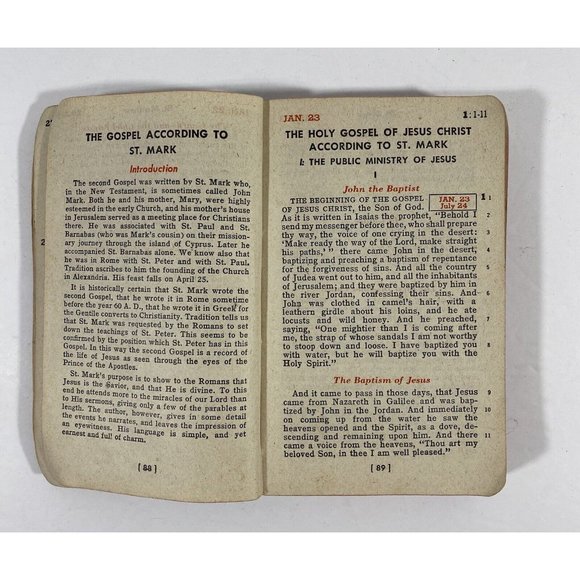 THE GOSPEL ACCORDING TO
ST. MARK
Introduction
The second Gospel was written by St. Mark who,
in the New Testament, is sometimes called John
Mark. Both he and his mother, Mary, were highly
esteemed in the early Church, and his mother's house
in Jerusalem served as a meeting place for Christians
there. He was associated with St. Paul and St.
Barnabas (who was Mark's cousin) on their mission-
ary journey through the island of Cyprus. Later he
accompanied St. Barnabas alone. We know also that
he was in Rome with St. Peter and with St. Paul.
Tradition ascribes to him the founding of the Church
in Alexandria. His feast falls on April 25.
It is historically certain that St. Mark wrote the
second Gospel, that he wrote it in Rome sometime
before the year 60 A. D., that he wrote it in Greek for
the Gentile converts to Christianity. Tradition tells us
that St. Mark was requested by the Romans to set
down the teachings of St. Peter. This seems to be
confirmed by the position which St. Peter has in this
Gospel. In this way the second Gospel is a record of
the life of Jesus as seen through the eyes of the
Prince of the Apostles.
St. Mark's purpose is to show to the Romans that
Jesus is the Savior, and that He is divine. To this
end he attends more to the miracles of our Lord than
to His sermons, giving only a few of the parables at
length. The author, however, gives in some detail
the events he narrates, and leaves the impression of
an eyewitness. His language is simple, and yet
earnest and full of charm.
[ 88 ]
JAN. 23 1:1-11
THE HOLY GOSPEL OF JESUS CHRIST
ACCORDING TO ST. MARK
I: THE PUBLIC MINISTRY OF JESUS
I
John the Baptist
THE BEGINNING OF THE GOSPEL JAN. 23 1 1
OF JESUS CHRIST, the Son of God. July 24
As it is written in Isaias the prophet, "Behold I 2
send my messenger before thee, who shall prepare
thy way, the voice of one crying in the desert, 3
'Make ready the way of the Lord, make straight
his paths,' " there came John in the desert, 4
baptizing and preaching a baptism of repentance
for the forgiveness of sins. And all the country 5
of Judea went out to him, and all the inhabitants
of Jerusalem; and they were baptized by him in
the river Jordan, confessing their sins. And 6
John was clothed in camel's hair, with a
leathern girdle about his loins, and he ate
locusts and wild honey. And he preached, 7
saying, "One mightier than I is coming after
me, the strap of whose sandals I am not worthy
to stoop down and loose. I have baptized you 8
with water, but he will baptize you with the
Holy Spirit."
The Baptism of Jesus
And it came to pass in those days, that Jesus 9
came from Nazareth in Galilee and was bap-
tized by John in the Jordan. And immediately 10
on coming up from the water he saw the
heavens opened and the Spirit, as a dove, de-
scending and remaining upon him. And there 11
came a voice from the heavens, "Thou art my
beloved Son, in thee I am well pleased."
[ 89 ]